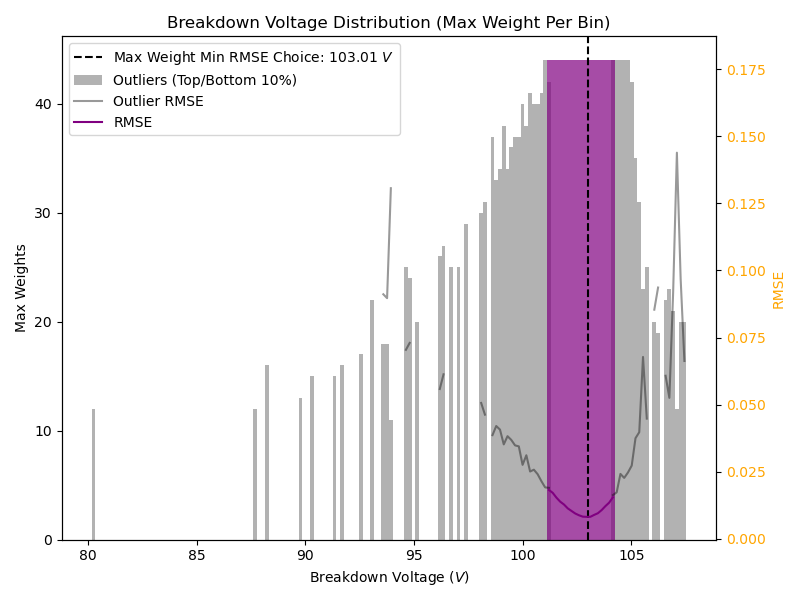 Breakdown Voltage Distribution (Max Weight Per Bin)
Max Weight Min RMSE Choice: 103.01 V
Outliers (Top/Bottom 10%)
Outlier RMSE
RMSE
Max Weights
0
10
20
30
40
RMSE
0.175
0.150
0.125
0.100
0.075
0.050
0.025
0.000
80 85 90 95 100 105
Breakdown Voltage (V)